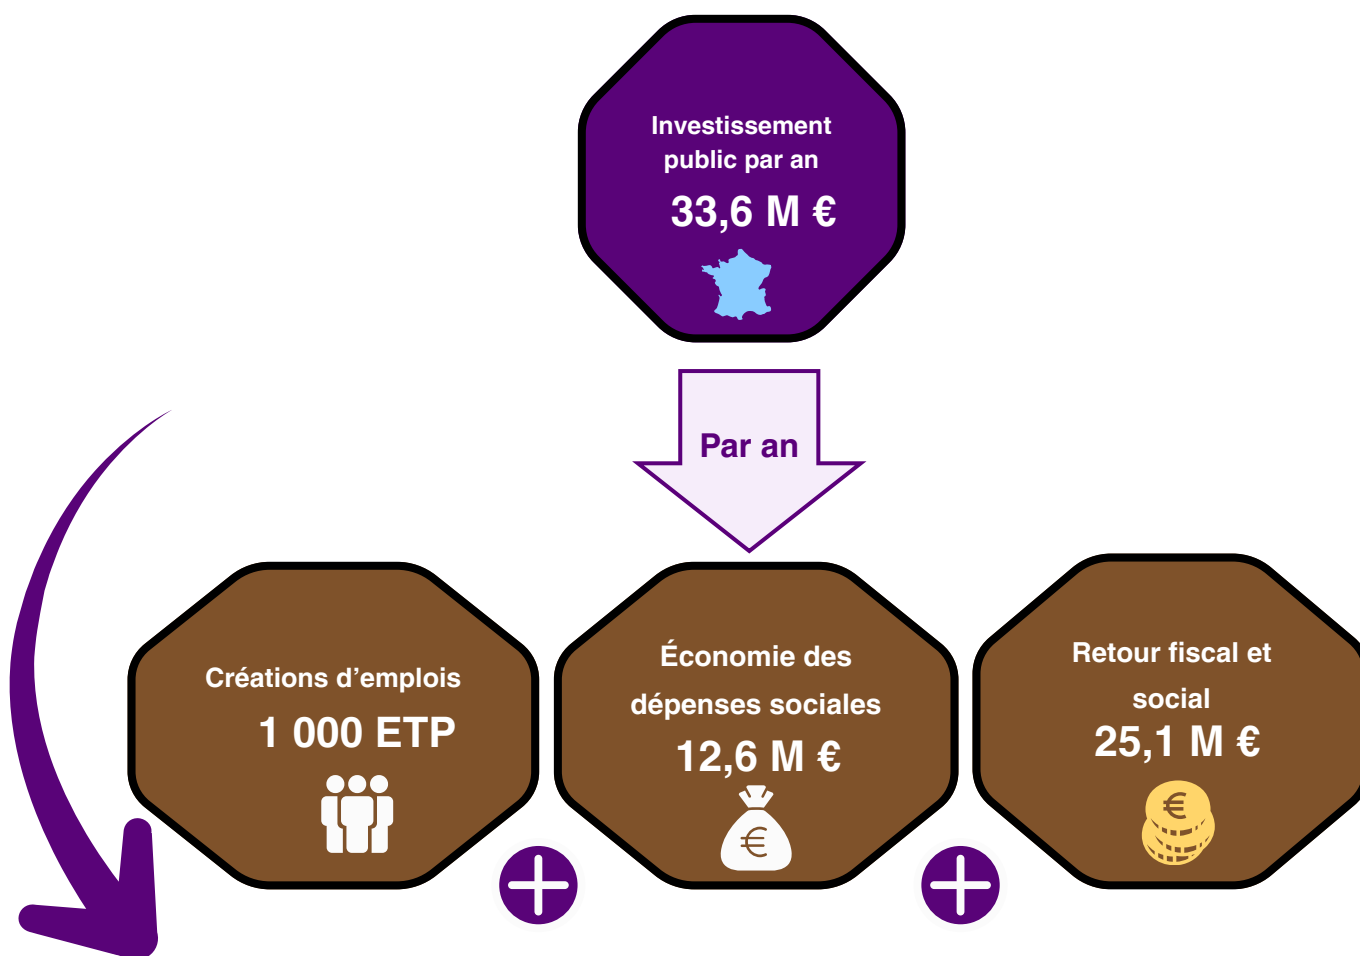 Investissement
public par an
33,6 M €
Par an
Créations d’emplois
1 000 ETP
Économie des
dépenses sociales
12,6 M €
€
Retour fiscal et
social
25,1 M €
€